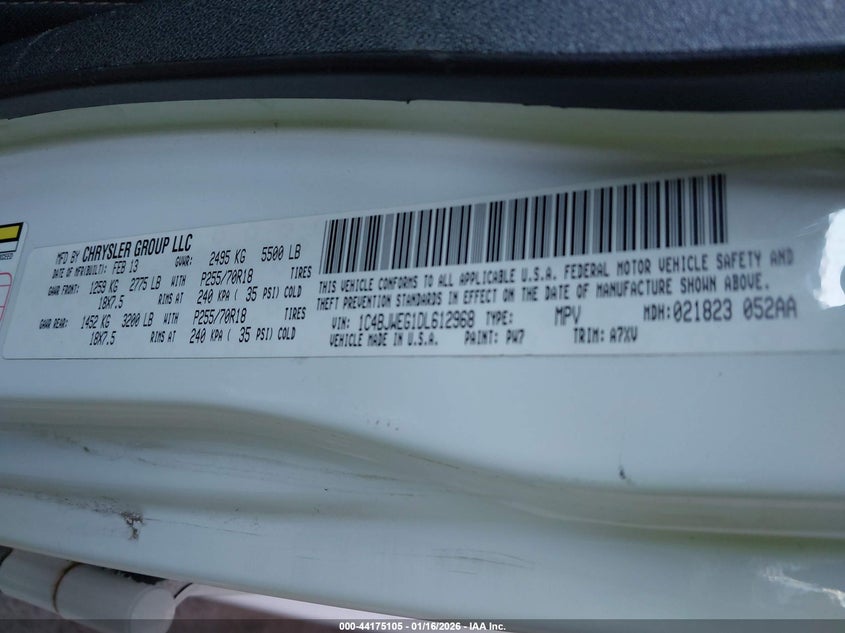 MFD BY CHRYSLER GROUP LLC
DATE OF MFR(BUILT): FEB 13 GVWR: 2495 KG 5500 LB
GAWR FRONT: 1259 KG 2775 LB WITH P255/70R18 TIRES
18X7.5 RIMS AT 240 KPA ( 35 PSI) COLD
GAWR REAR: 1452 KG 3200 LB WITH P255/70R18 TIRES
18X7.5 RIMS AT 240 KPA ( 35 PSI) COLD
THIS VEHICLE CONFORMS TO ALL APPLICABLE U.S.A. FEDERAL MOTOR VEHICLE SAFETY AND
THEFT PREVENTION STANDARDS IN EFFECT ON THE DATE OF MANUFACTURE SHOWN ABOVE.
VIN: 1C4BJWEG1DL612968 TYPE: MPV MDH:021823 052AA
VEHICLE MADE IN U.S.A. PAINT: PW7 TRIM: A7XV
000-44175105 - 01/16/2026 - IAA Inc.